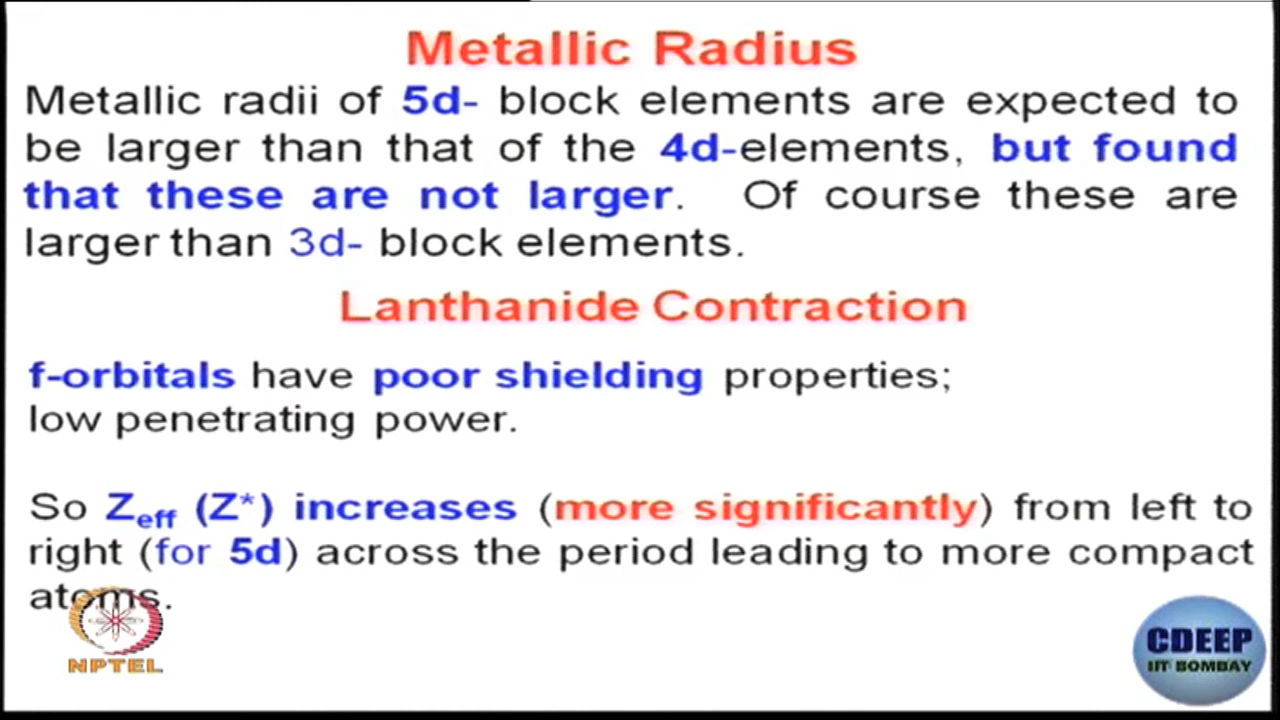 Metallic Radius
Metallic radii of 5d- block elements are expected to
be larger than that of the 4d-elements, but found
that these are not larger. Of course these are
larger than 3d- block elements.
Lanthanide Contraction
f-orbitals have poor shielding properties;
low penetrating power.
So Zeff (Z*) increases (more significantly) from left to
right (for 5d) across the period leading to more compact
atoms.
NPTEL
CDEEP
IIT BOMBAY